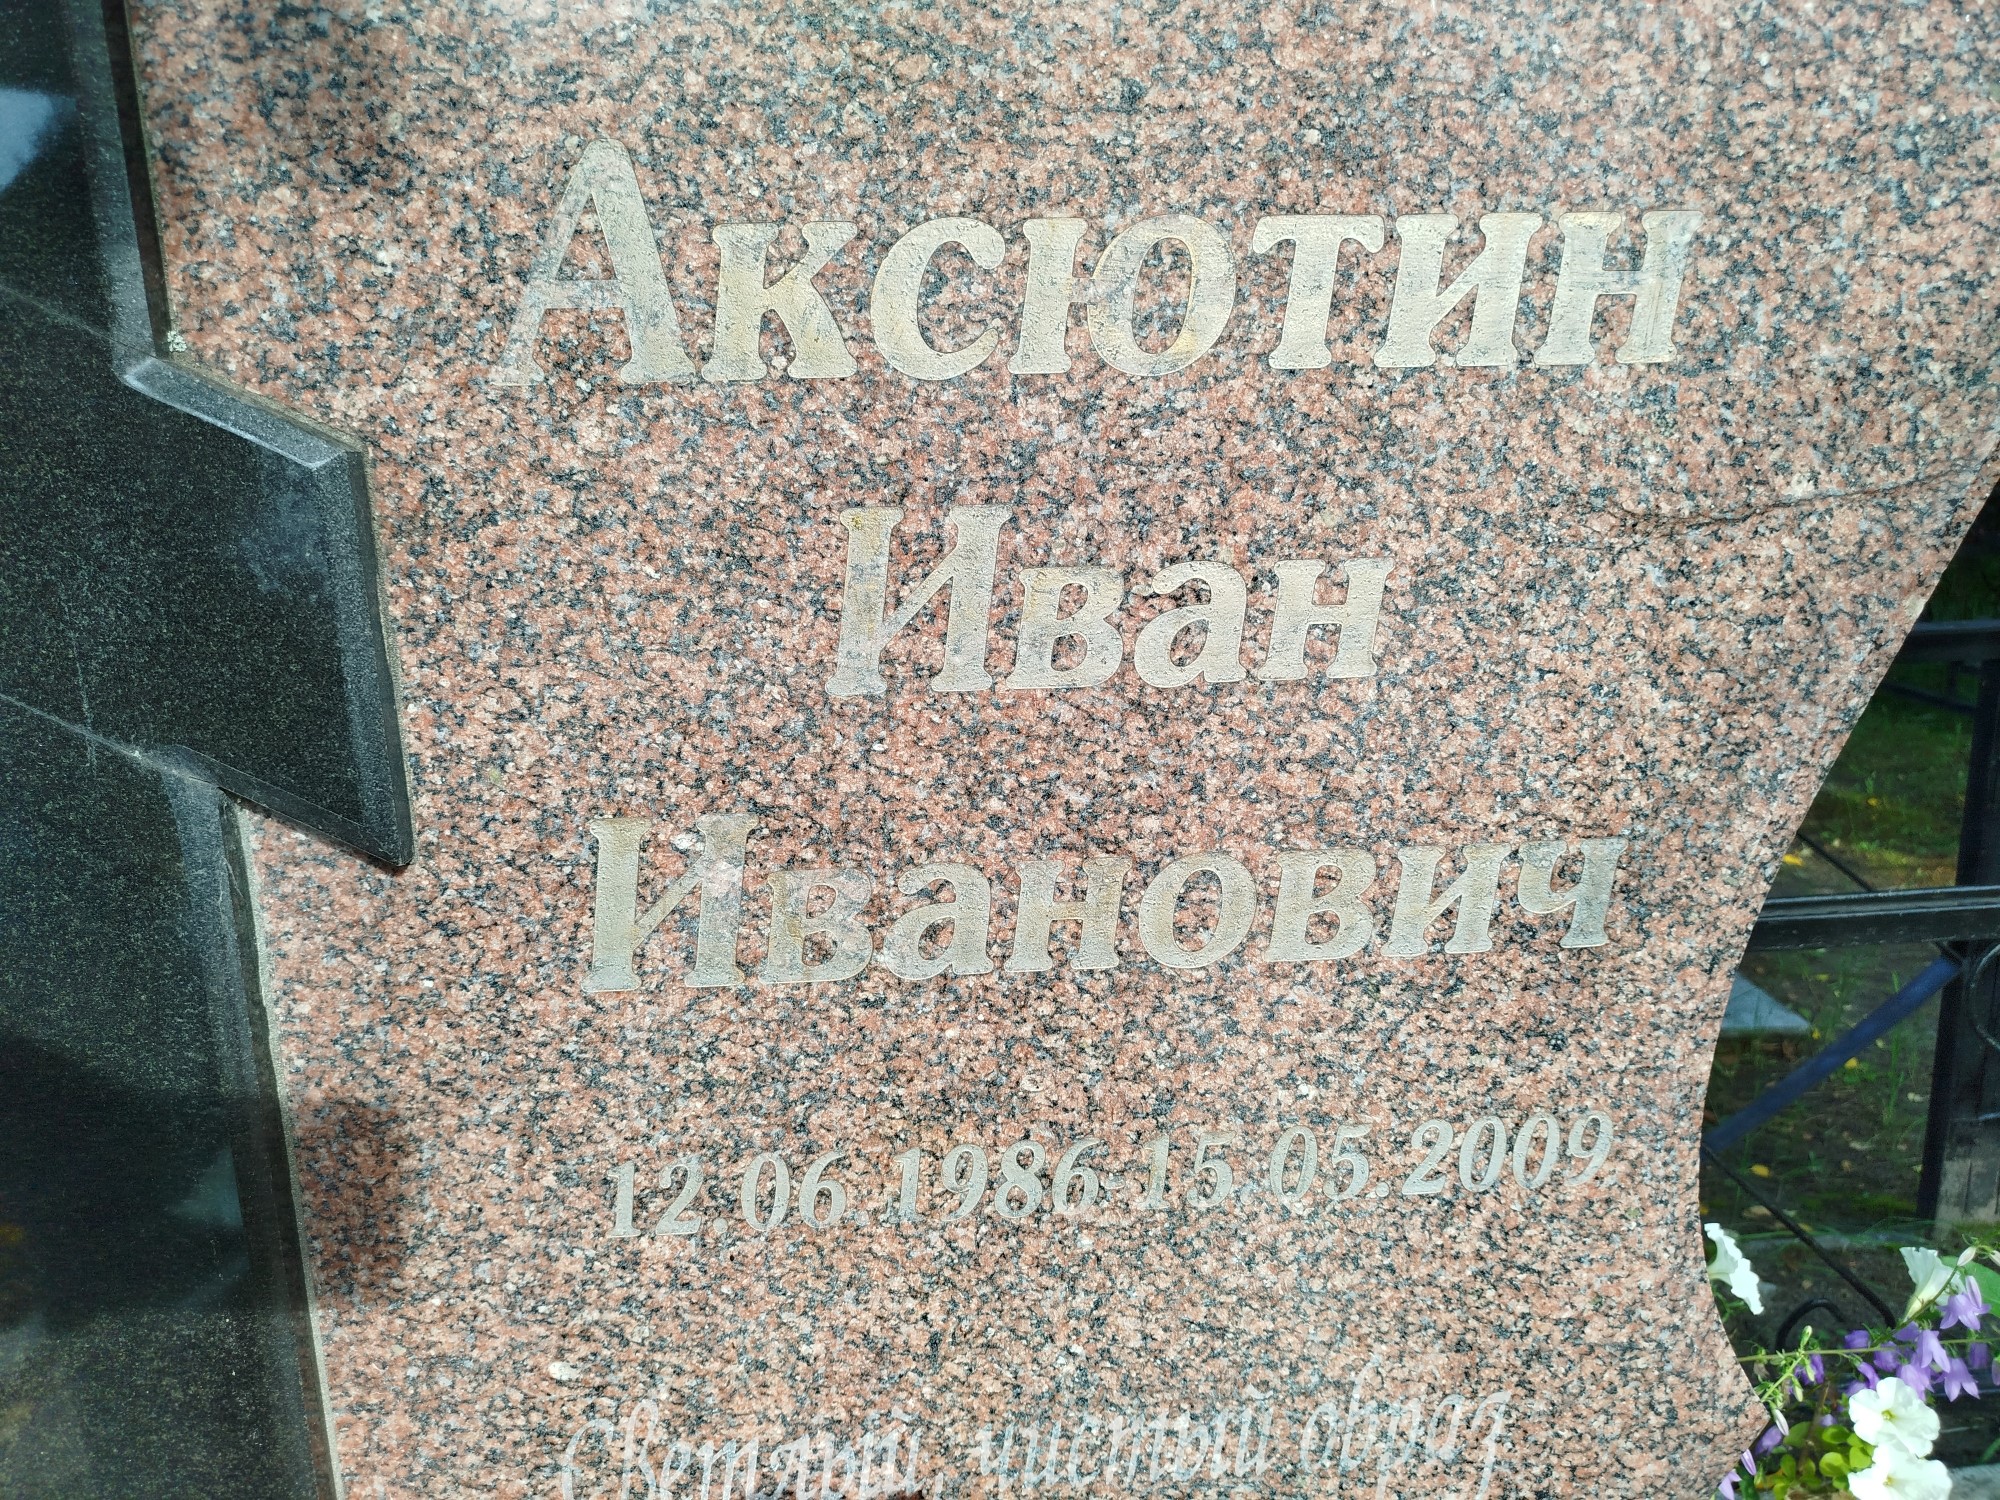 Аксютин
Иван
Иванович
12.06.1986-15.05.2009
Светлый, чистый образ